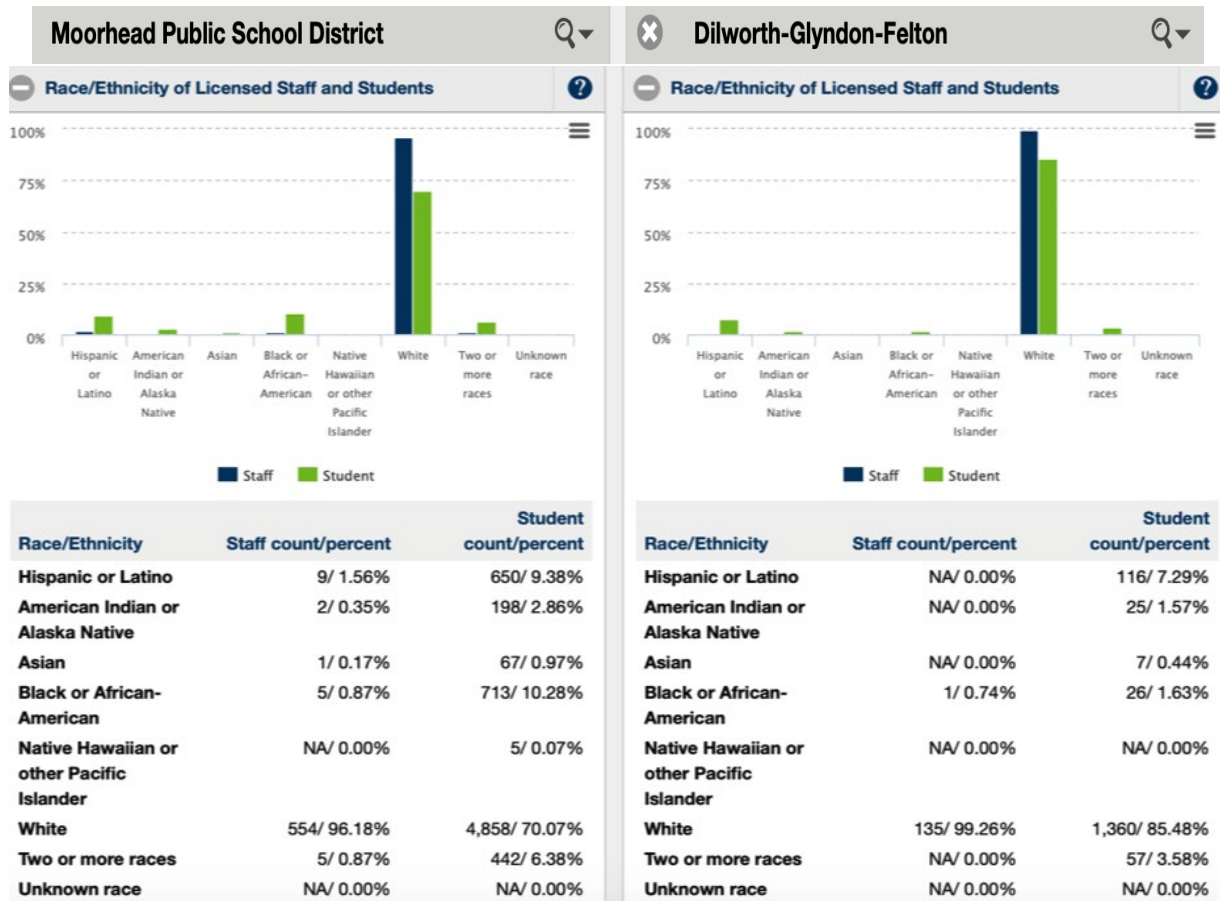 Moorhead Public School District
Race/Ethnicity of Licensed Staff and Students ?
100%
75%
50%
25%
0%
Hispanic or Latino
American Indian or Alaska Native
Asian
Black or African-American
Native Hawaiian or other Pacific Islander
White
Two or more races
Unknown race
Staff Student
Race/Ethnicity Staff count/percent Student count/percent
Hispanic or Latino 9/ 1.56% 650/ 9.38%
American Indian or 2/ 0.35% 198/ 2.86%
Alaska Native
Asian 1/ 0.17% 67/ 0.97%
Black or African- 5/ 0.87% 713/ 10.28%
American
Native Hawaiian or NA/ 0.00% 5/ 0.07%
other Pacific
Islander
White 554/ 96.18% 4,858/ 70.07%
Two or more races 5/ 0.87% 442/ 6.38%
Unknown race NA/ 0.00% NA/ 0.00%
Dilworth-Glyndon-Felton
Race/Ethnicity of Licensed Staff and Students ?
100%
75%
50%
25%
0%
Hispanic or Latino
American Indian or Alaska Native
Asian
Black or African-American
Native Hawaiian or other Pacific Islander
White
Two or more races
Unknown race
Staff Student
Race/Ethnicity Staff count/percent Student count/percent
Hispanic or Latino NA/ 0.00% 116/ 7.29%
American Indian or NA/ 0.00% 25/ 1.57%
Alaska Native
Asian NA/ 0.00% 7/ 0.44%
Black or African- 1/ 0.74% 26/ 1.63%
American
Native Hawaiian or NA/ 0.00% NA/ 0.00%
other Pacific
Islander
White 135/ 99.26% 1,360/ 85.48%
Two or more races NA/ 0.00% 57/ 3.58%
Unknown race NA/ 0.00% NA/ 0.00%